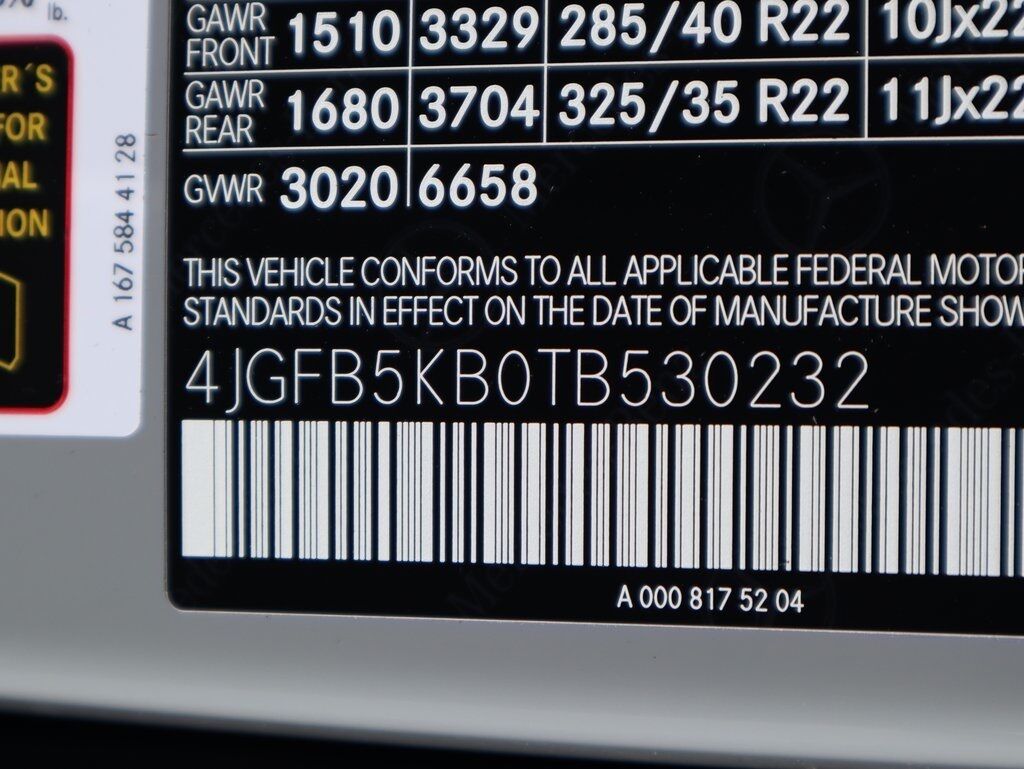 lb.
R´S
FOR
IAL
ION
A 167 584 41 28
GAWR FRONT 1510 3329 285/40 R22 10Jx22
GAWR REAR 1680 3704 325/35 R22 11Jx22
GVWR 3020 6658
THIS VEHICLE CONFORMS TO ALL APPLICABLE FEDERAL MOTOR
STANDARDS IN EFFECT ON THE DATE OF MANUFACTURE SHOW
4JGFB5KB0TB530232
A 000 817 52 04